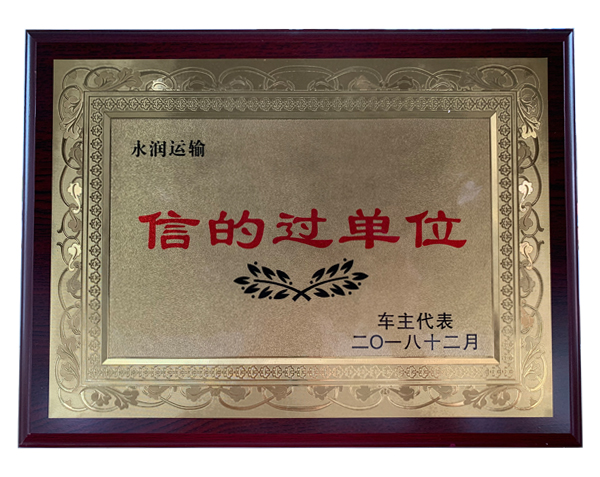 永润运输
信的过单位
车主代表
二〇一八十二月